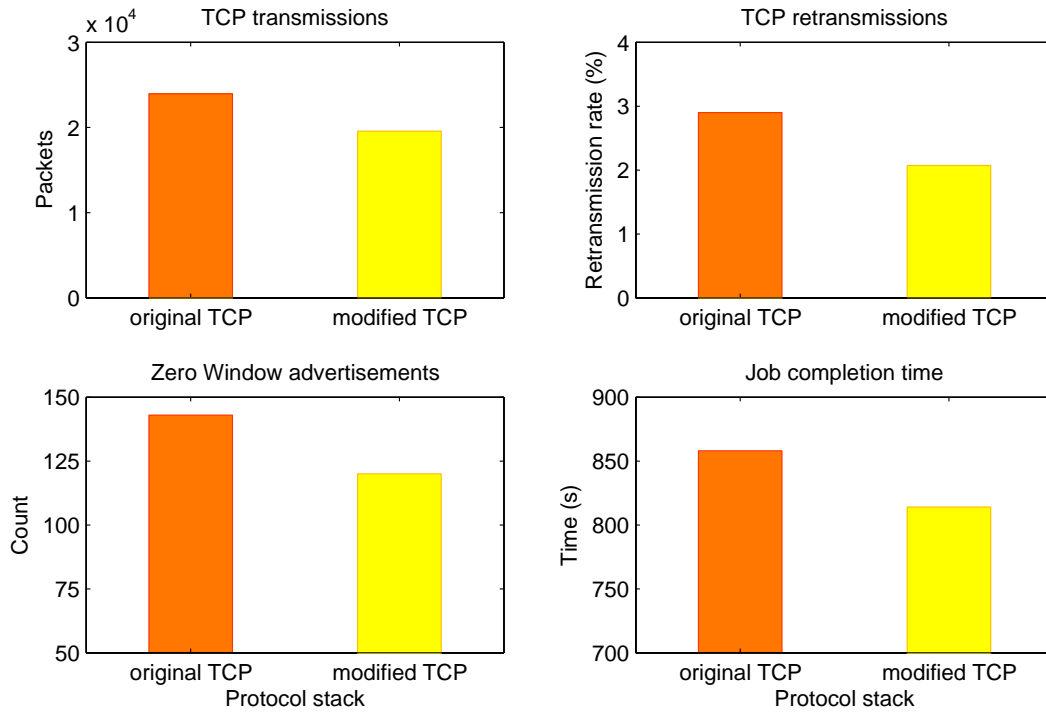 TCP transmissions
x 10^4
3
2
1
0
Packets
original TCP
modified TCP
TCP retransmissions
4
3
2
1
0
Retransmission rate (%)
original TCP
modified TCP
Zero Window advertisements
150
125
100
75
50
Count
original TCP
modified TCP
Protocol stack
Job completion time
900
850
800
750
700
Time (s)
original TCP
modified TCP
Protocol stack